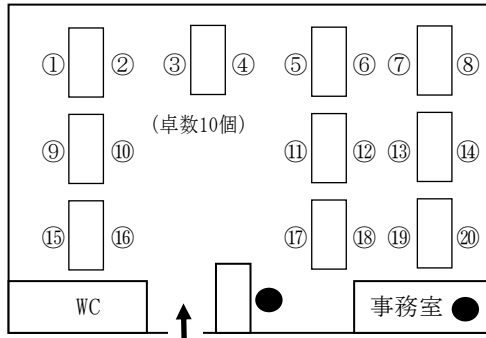 ① ② ③ ④ ⑤ ⑥ ⑦ ⑧
(卓数10個)
⑨ ⑩ ⑪ ⑫ ⑬ ⑭
⑮ ⑯ ⑰ ⑱ ⑲ ⑳
WC 事務室